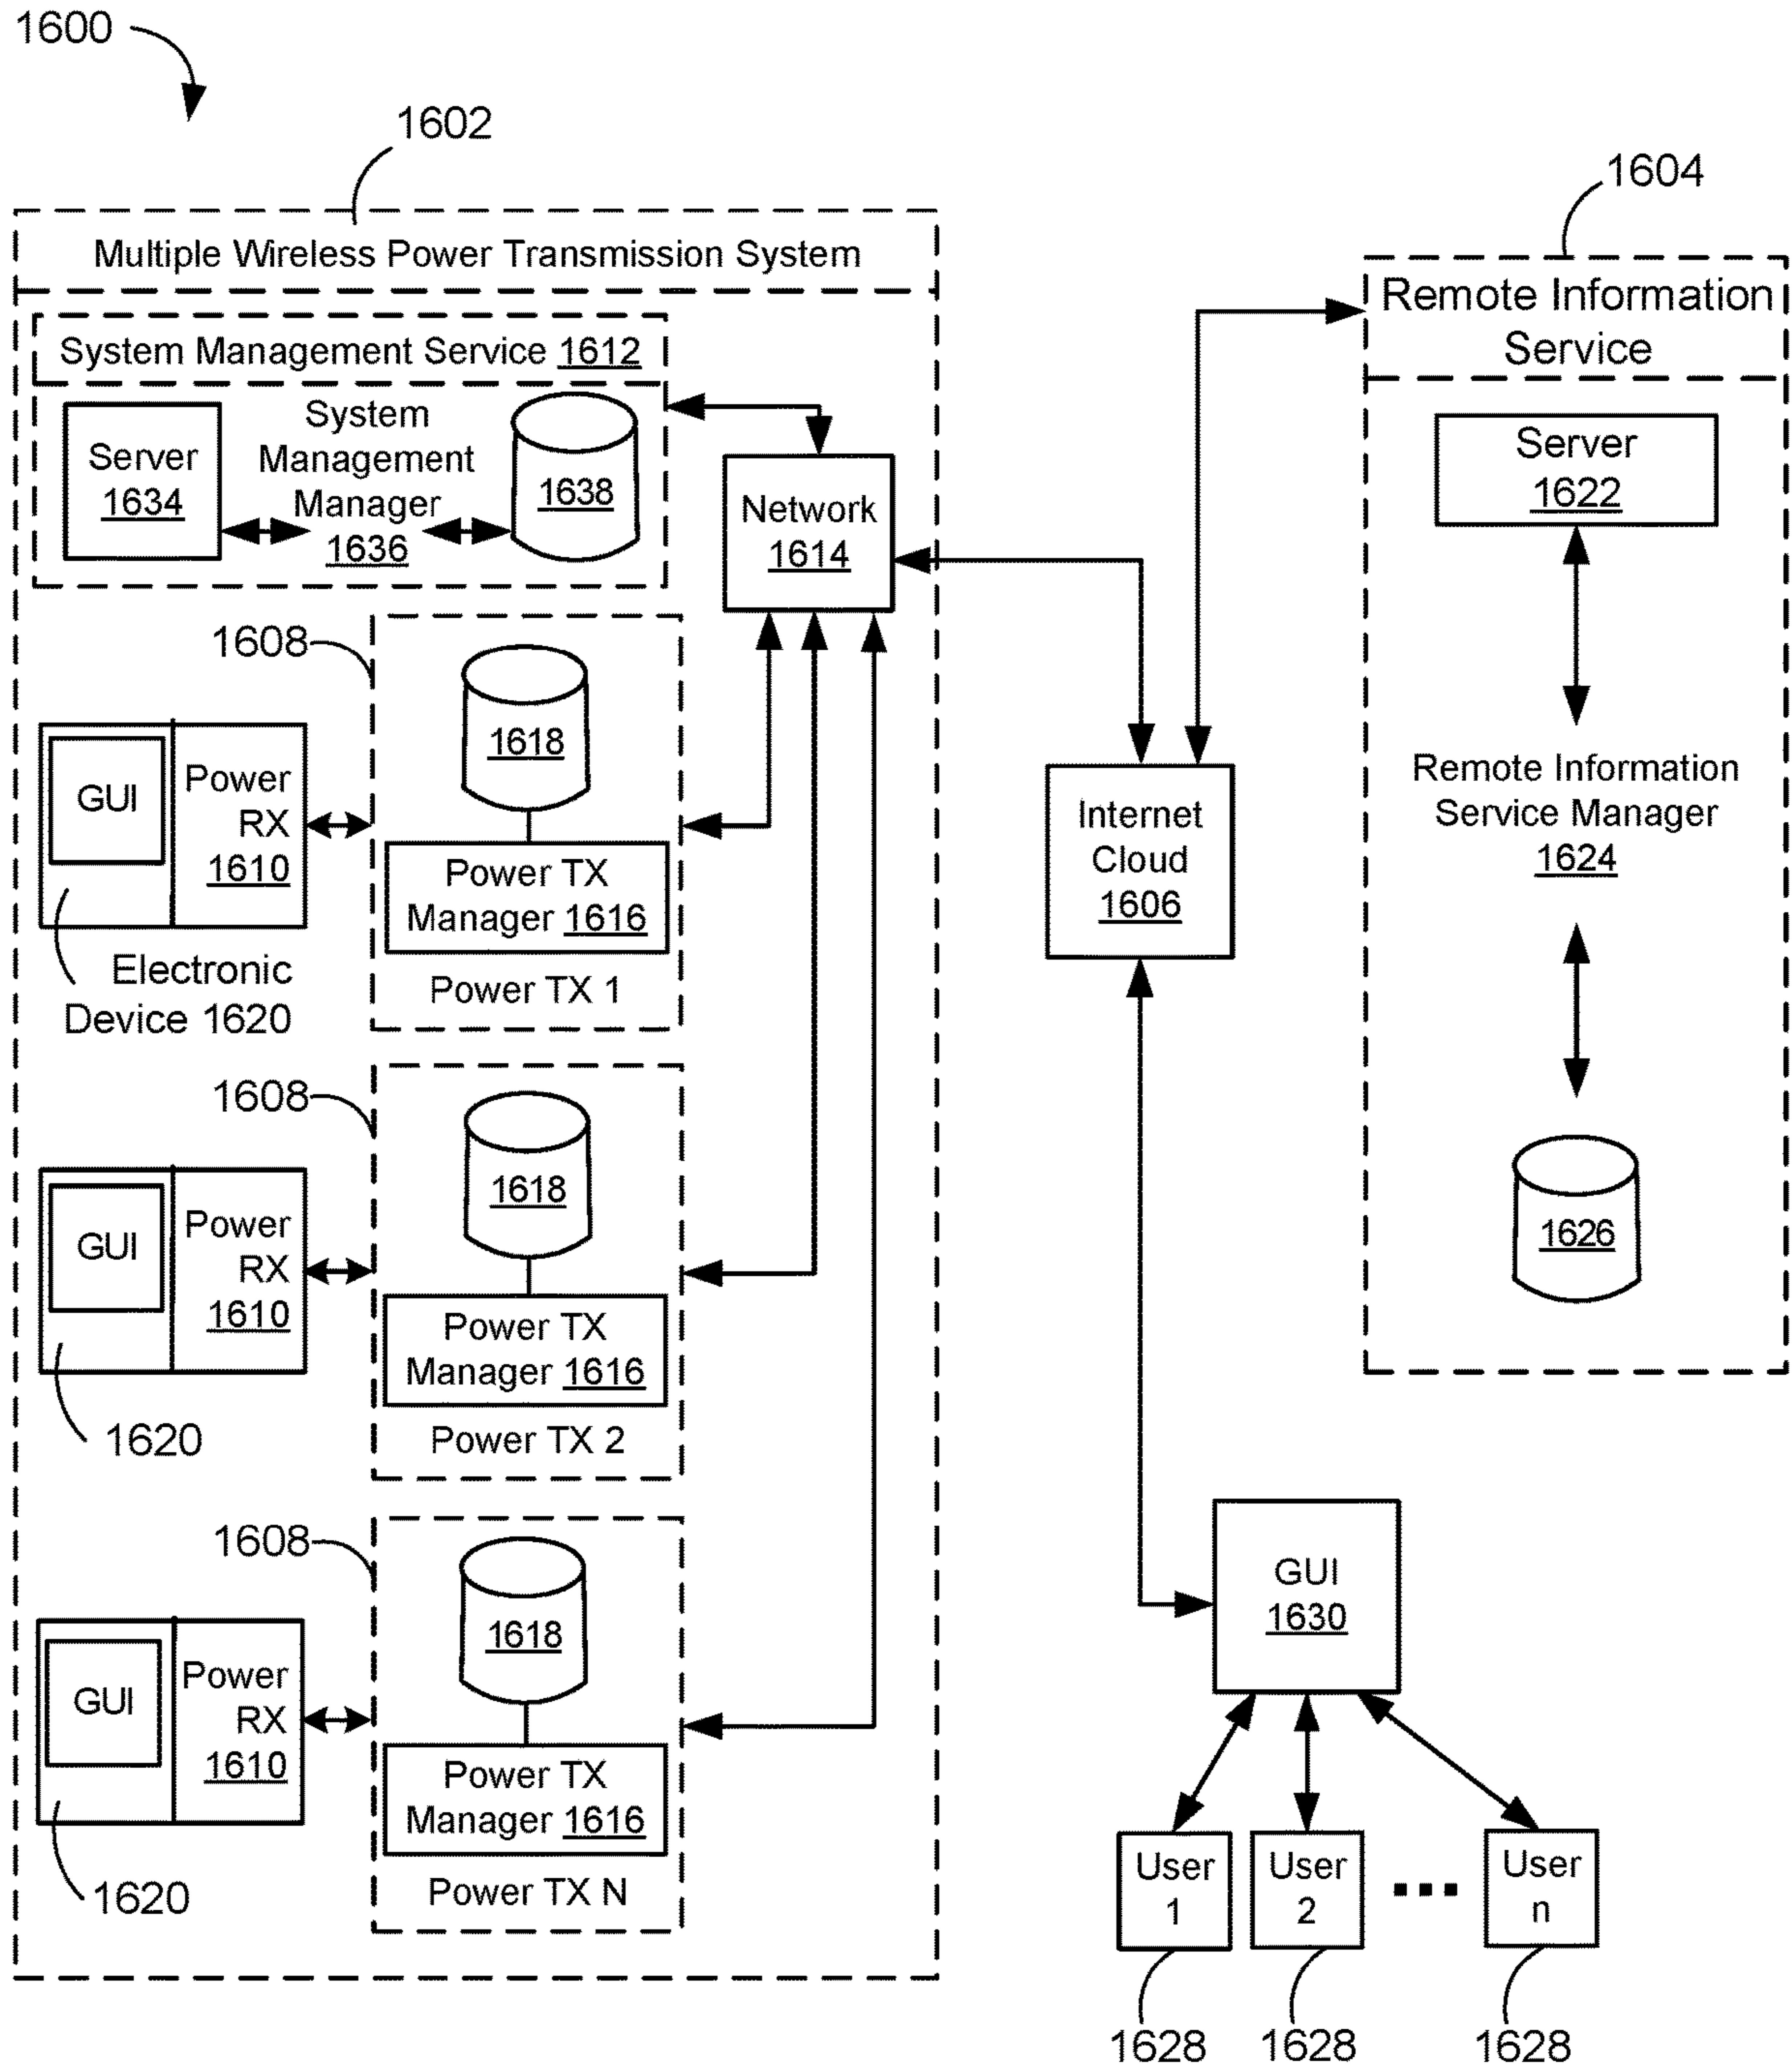 1600
1602
1604
Multiple Wireless Power Transmission System
System Management Service 1612
Server
1634
System
Management
Manager
1636
1638
Network
1614
1608
1618
GUI
Power
RX
1610
Power TX
Manager 1616
Power TX 1
Electronic
Device 1620
1608
1618
GUI
Power
RX
1610
Power TX
Manager 1616
Power TX 2
1620
1608
1618
GUI
Power
RX
1610
Power TX
Manager 1616
Power TX N
1620
Internet
Cloud
1606
Remote Information
Service
Server
1622
Remote Information
Service Manager
1624
1626
GUI
1630
User
1
User
2
User
n
1628
1628
1628